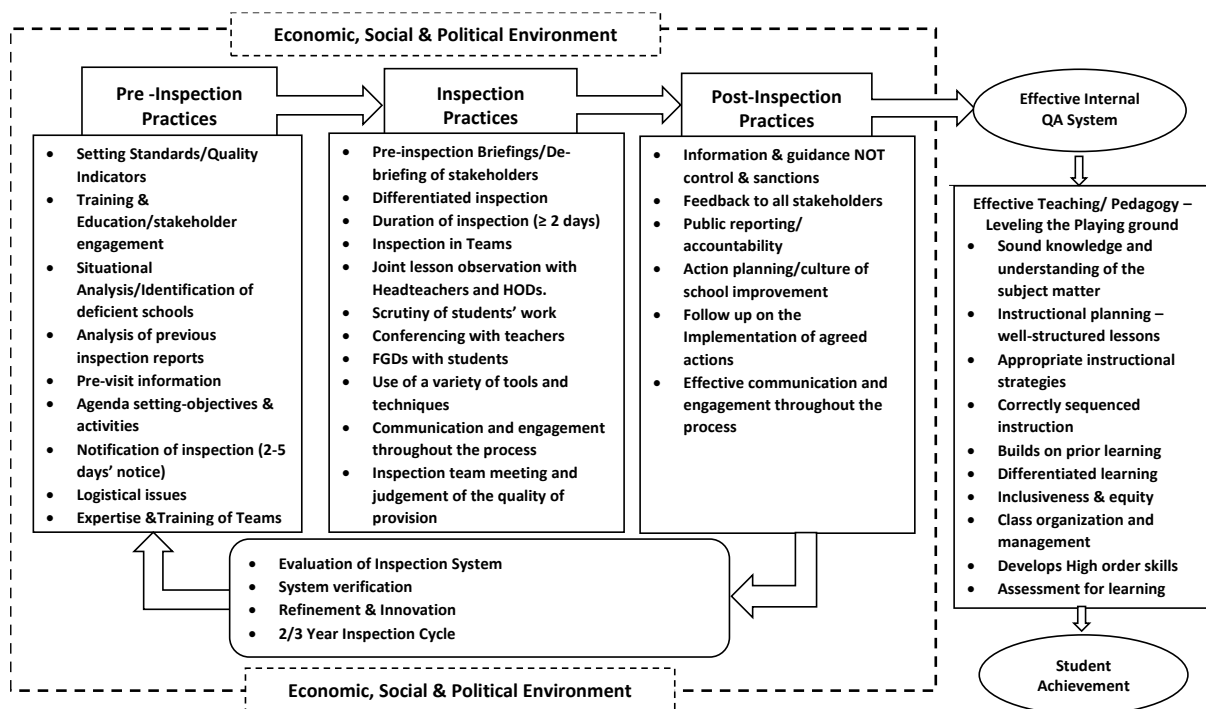 Economic, Social & Political Environment
Pre -Inspection
Practices
• Setting Standards/Quality
Indicators
• Training &
Education/stakeholder
engagement
• Situational
Analysis/Identification of
deficient schools
• Analysis of previous
inspection reports
• Pre-visit information
• Agenda setting-objectives &
activities
• Notification of inspection (2-5
days’ notice)
• Logistical issues
• Expertise &Training of Teams
Inspection
Practices
• Pre-inspection Briefings/De-
briefing of stakeholders
• Differentiated inspection
• Duration of inspection (≥ 2 days)
• Inspection in Teams
• Joint lesson observation with
Headteachers and HODs.
• Scrutiny of students’ work
• Conferencing with teachers
• FGDs with students
• Use of a variety of tools and
techniques
• Communication and engagement
throughout the process
• Inspection team meeting and
judgement of the quality of
provision
Post-Inspection
Practices
• Information & guidance NOT
control & sanctions
• Feedback to all stakeholders
• Public reporting/
accountability
• Action planning/culture of
school improvement
• Follow up on the
Implementation of agreed
actions
• Effective communication and
engagement throughout the
process
• Evaluation of Inspection System
• System verification
• Refinement & Innovation
• 2/3 Year Inspection Cycle
Economic, Social & Political Environment
Effective Internal
QA System
Effective Teaching/ Pedagogy –
Leveling the Playing ground
• Sound knowledge and
understanding of the
subject matter
• Instructional planning –
well-structured lessons
• Appropriate instructional
strategies
• Correctly sequenced
instruction
• Builds on prior learning
• Differentiated learning
• Inclusiveness & equity
• Class organization and
management
• Develops High order skills
• Assessment for learning
Student
Achievement